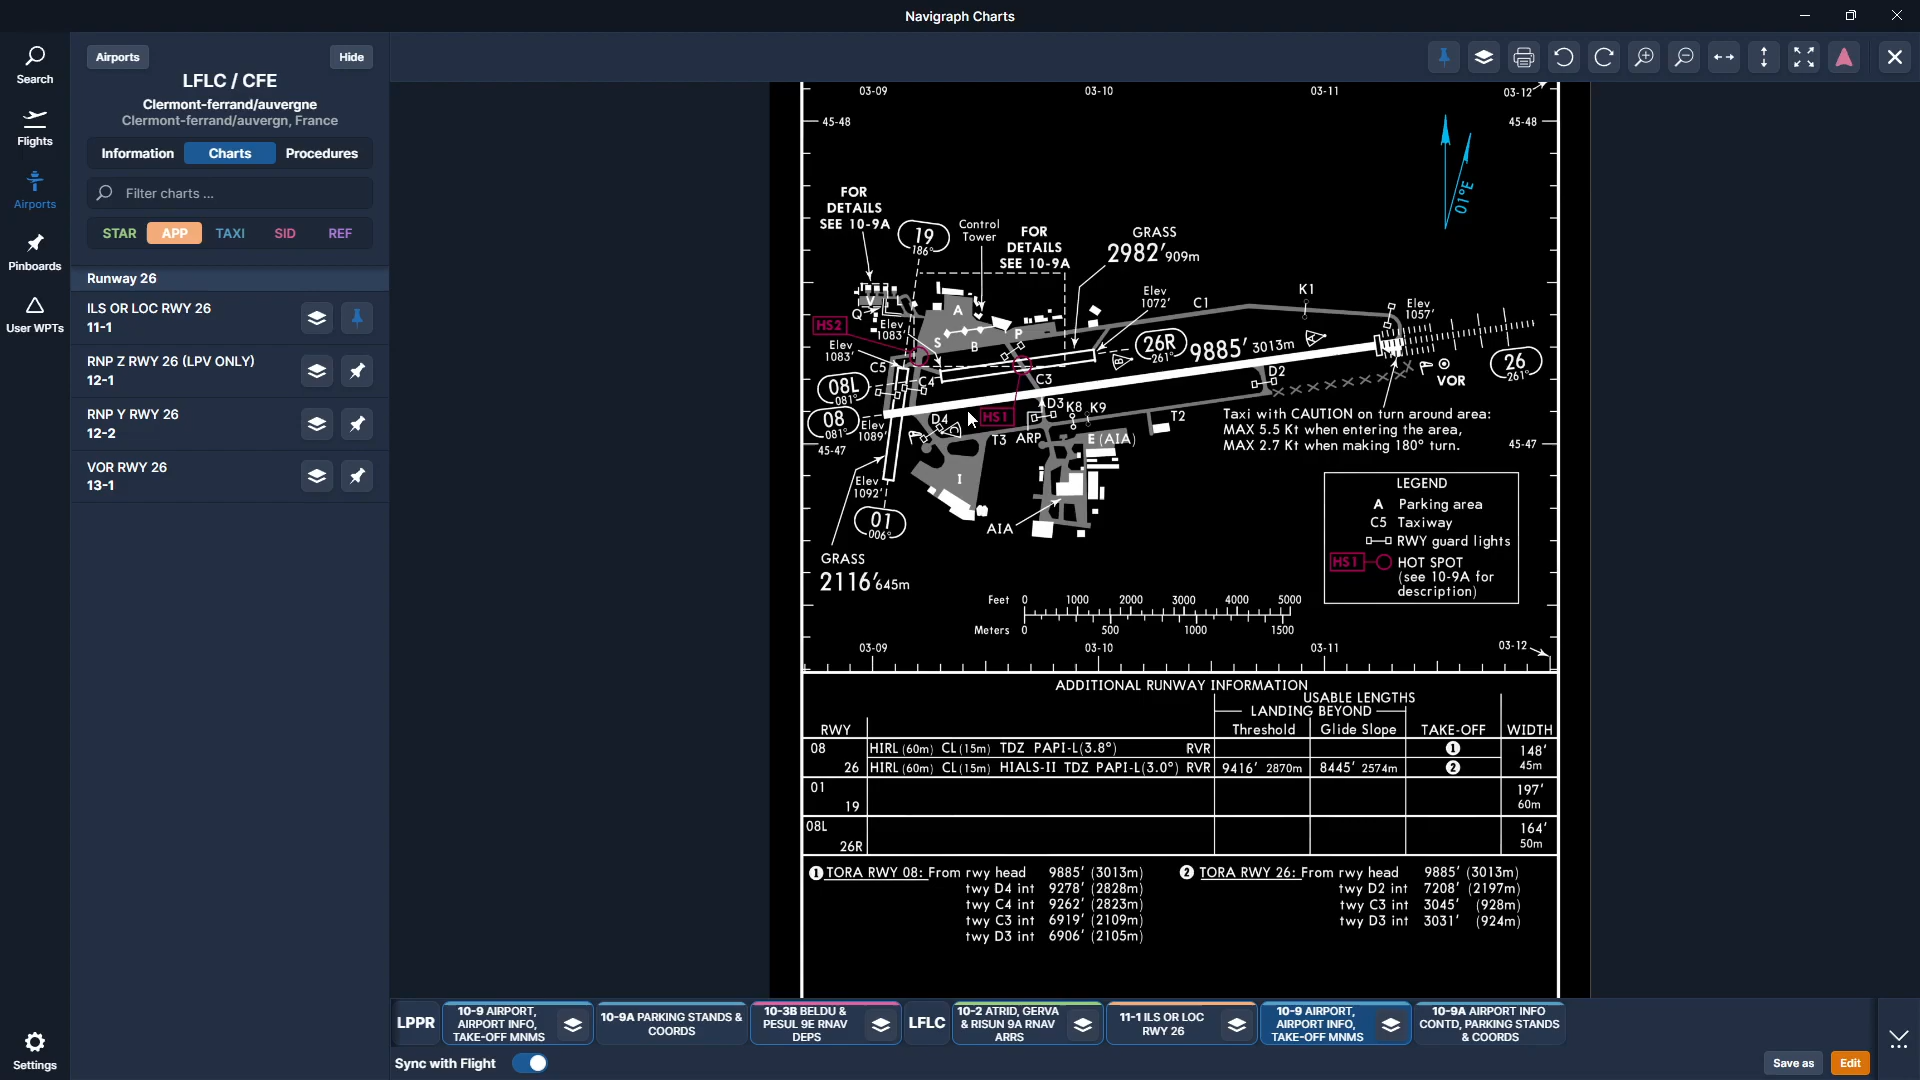 Navigraph Charts
Search
Flights
Airports
Pinboards
User WPTs
Settings
Airports
Hide
LFLC / CFE
Clermont-ferrand/auvergne
Clermont-ferrand/auvergn, France
Information Charts Procedures
Filter charts ...
STAR APP TAXI SID REF
Runway 26
ILS OR LOC RWY 26
11-1
RNP Z RWY 26 (LPV ONLY)
12-1
RNP Y RWY 26
12-2
VOR RWY 26
13-1
03-09 03-10 03-11 03-12
45-48 45-48
01°E
FOR
DETAILS
SEE 10-9A
19
186°
Control
Tower
FOR
DETAILS
SEE 10-9A
GRASS
2982' 909m
Elev
1072'
C1
K1
Elev
1057'
V L
Q
A
HS2
Elev
1083'
Elev
1083'
S
B
P
26R
261°
B
9885' 3013m
A
26
261°
VOR
C5
C4
C3
D2
08L
081°
08
081°
Elev
1089'
45-47
D4
HS1
D3 K8 K9
T3 ARP
E (AIA)
T2
Taxi with CAUTION on turn around area:
MAX 5.5 Kt when entering the area,
MAX 2.7 Kt when making 180° turn.
45-47
I
Elev
1092'
01
006°
AIA
GRASS
2116' 645m
LEGEND
A Parking area
C5 Taxiway
RWY guard lights
HS1 HOT SPOT
(see 10-9A for
description)
Feet 0 1000 2000 3000 4000 5000
Meters 0 500 1000 1500
03-09 03-10 03-11 03-12
ADDITIONAL RUNWAY INFORMATION
USABLE LENGTHS
LANDING BEYOND
RWY Threshold Glide Slope TAKE-OFF WIDTH
08 HIRL (60m) CL (15m) TDZ PAPI-L (3.8°) RVR 1 148'
26 HIRL (60m) CL (15m) HIALS-II TDZ PAPI-L (3.0°) RVR 9416' 2870m 8445' 2574m 2 45m
01 197'
19 60m
08L 164'
26R 50m
1 TORA RWY 08: From rwy head 9885' (3013m)
twy D4 int 9278' (2828m)
twy C4 int 9262' (2823m)
twy C3 int 6919' (2109m)
twy D3 int 6906' (2105m)
2 TORA RWY 26: From rwy head 9885' (3013m)
twy D2 int 7208' (2197m)
twy C3 int 3045' (928m)
twy D3 int 3031' (924m)
LPPR
10-9 AIRPORT,
AIRPORT INFO,
TAKE-OFF MNMS
10-9A PARKING STANDS &
COORDS
10-3B BELDU &
PESUL 9E RNAV
DEPS
LFLC
10-2 ATRID, GERVA
& RISUN 9A RNAV
ARRS
11-1 ILS OR LOC
RWY 26
10-9 AIRPORT,
AIRPORT INFO,
TAKE-OFF MNMS
10-9A AIRPORT INFO
CONTD, PARKING STANDS
& COORDS
Sync with Flight
Save as
Edit